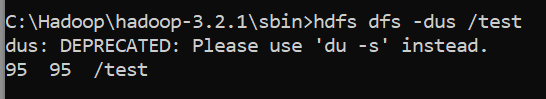 C:\Hadoop\hadoop-3.2.1\sbin>hdfs dfs -dus /test
dus: DEPRECATED: Please use 'du -s' instead.
95  95  /test